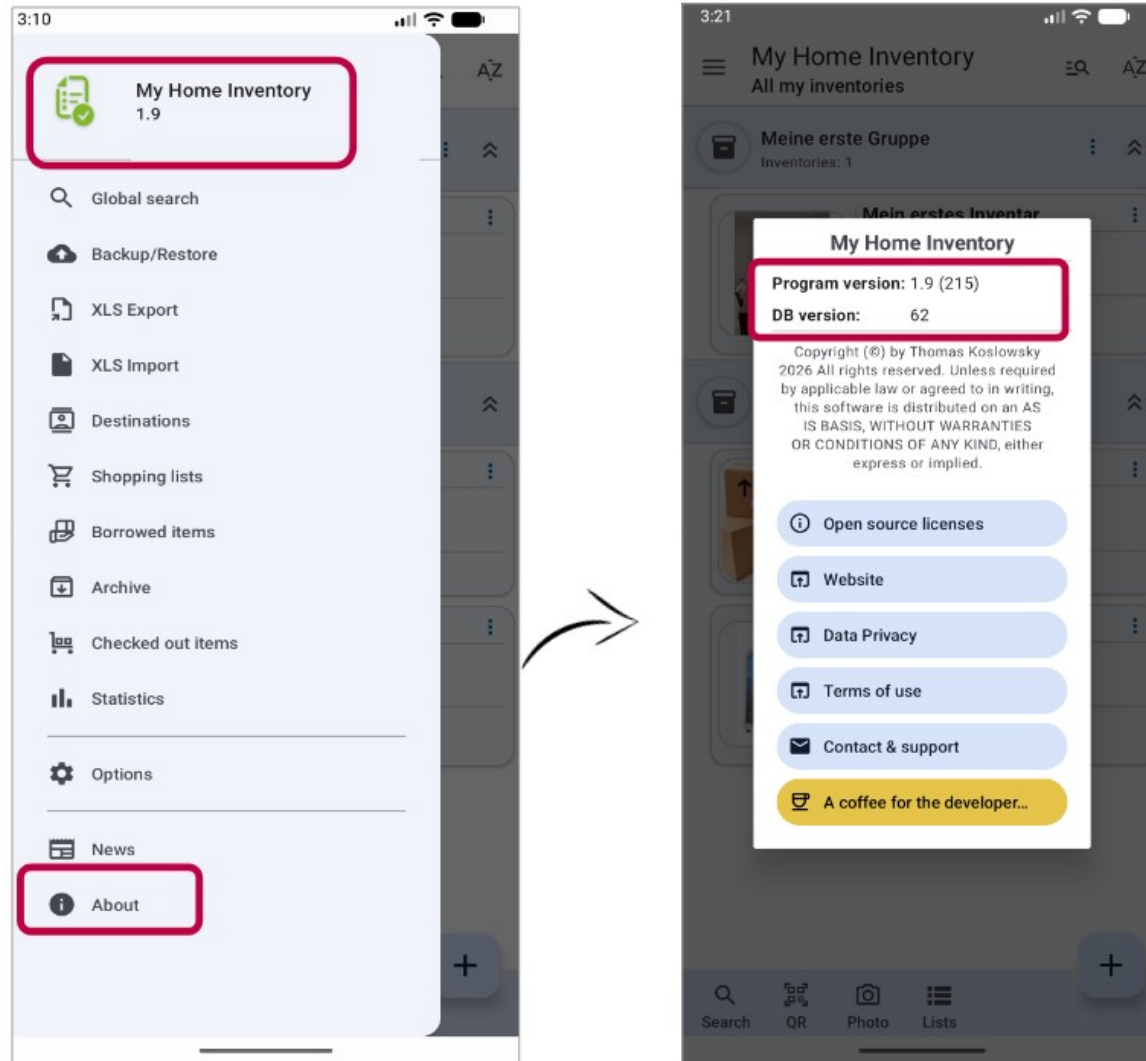 3:10
My Home Inventory
1.9
AZ
Global search
Backup/Restore
XLS Export
XLS Import
Destinations
Shopping lists
Borrowed items
Archive
Checked out items
Statistics
Options
News
About
3:21
My Home Inventory
All my inventories
AZ
Meine erste Gruppe
Inventories: 1
Mein erstes Inventar
My Home Inventory
Program version: 1.9 (215)
DB version: 62
Copyright (©) by Thomas Koslowsky
2026 All rights reserved. Unless required
by applicable law or agreed to in writing,
this software is distributed on an AS
IS BASIS, WITHOUT WARRANTIES
OR CONDITIONS OF ANY KIND, either
express or implied.
Open source licenses
Website
Data Privacy
Terms of use
Contact & support
A coffee for the developer...
Search QR Photo Lists